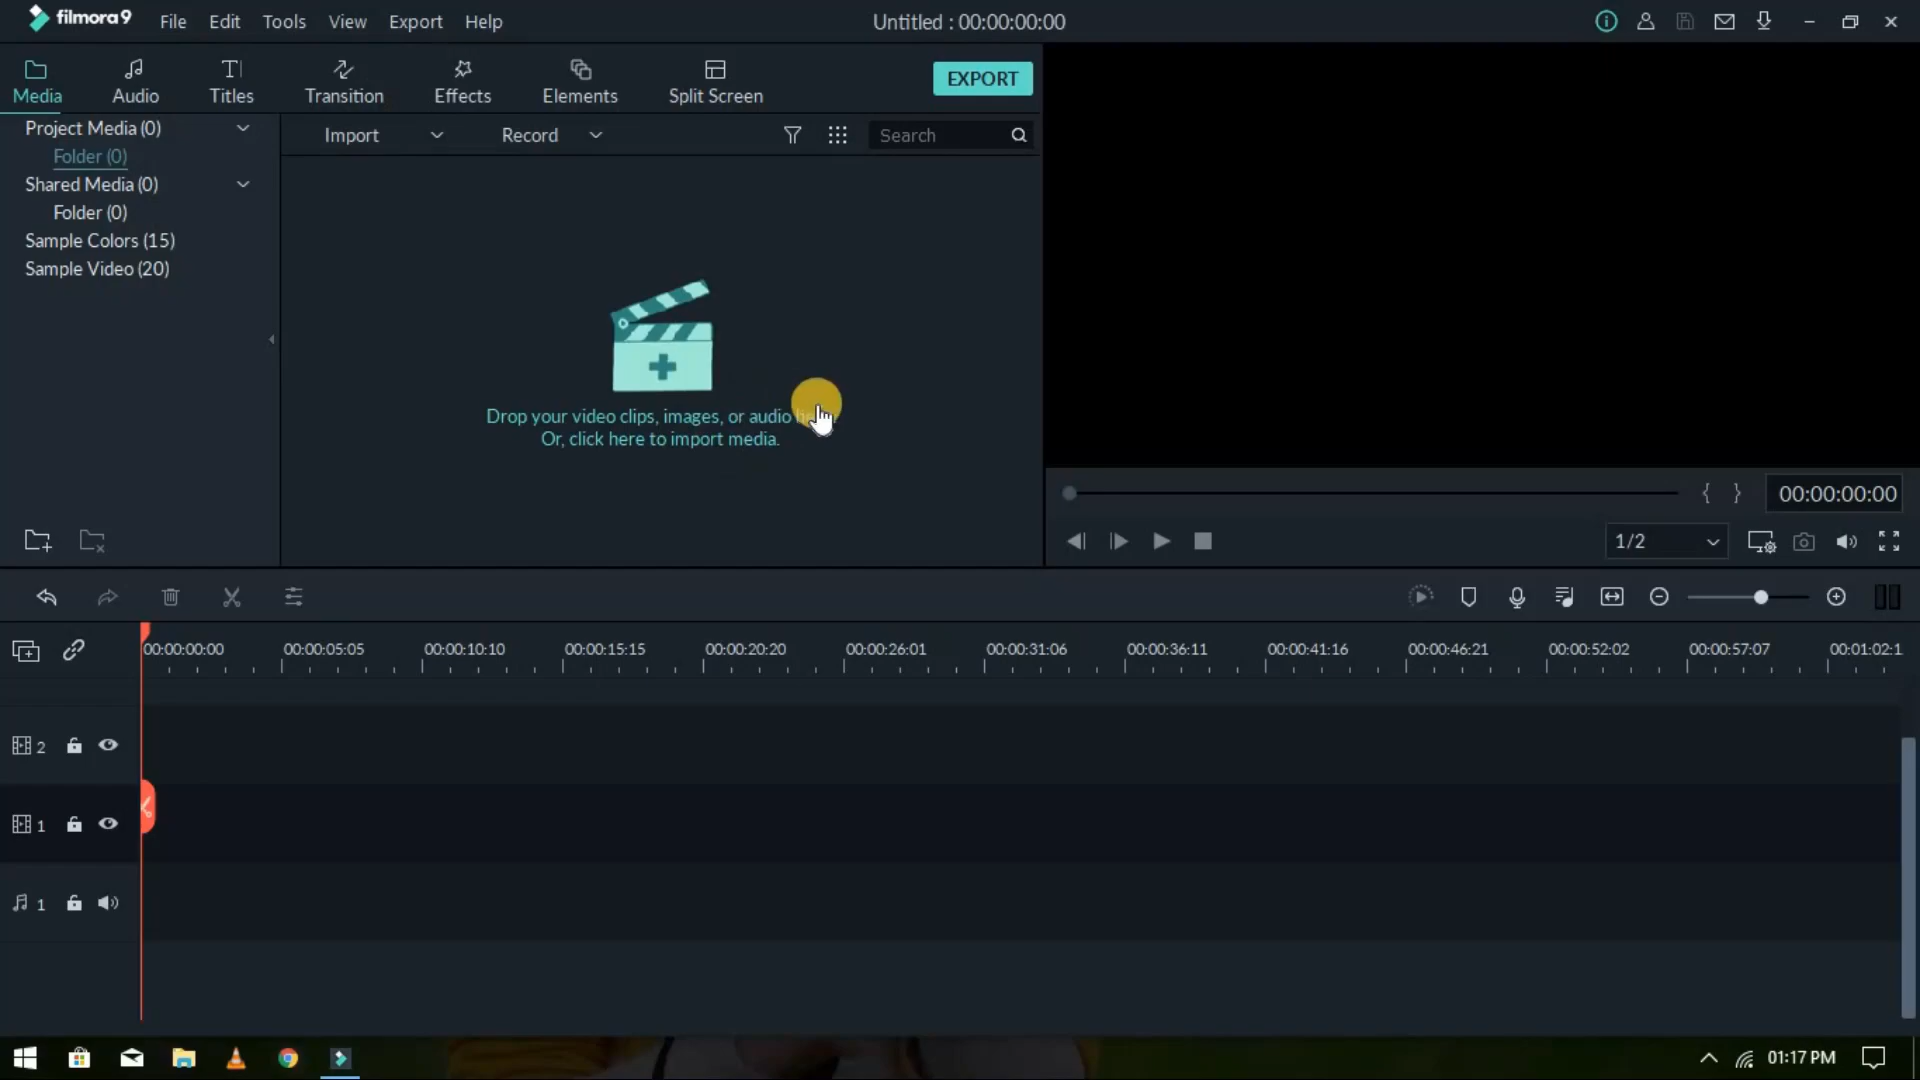 filmora9 File Edit Tools View Export Help Untitled : 00:00:00:00
Media Audio Titles Transition Effects Elements Split Screen EXPORT
Project Media (0)
Folder (0)
Shared Media (0)
Folder (0)
Sample Colors (15)
Sample Video (20)
Import Record Search
Drop your video clips, images, or audio
Or, click here to import media.
00:00:00:00
1/2
00:00:00:00 00:00:05:05 00:00:10:10 00:00:15:15 00:00:20:20 00:00:26:01 00:00:31:06 00:00:36:11 00:00:41:16 00:00:46:21 00:00:52:02 00:00:57:07 00:01:02:1
2
1
1
01:17 PM